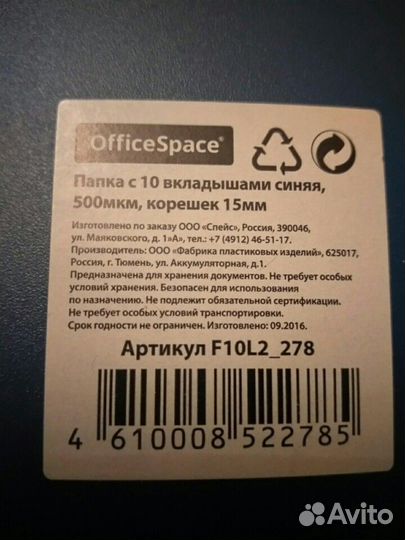 OfficeSpace®
Папка с 10 вкладышами синяя,
500мкм, корешек 15мм
Изготовлено по заказу ООО «Спейс», Россия, 390046,
ул. Маяковского, д. 1«А», тел.: +7 (4912) 46-51-17.
Производитель: ООО «Фабрика пластиковых изделий», 625017,
Россия, г. Тюмень, ул. Аккумуляторная, д.1.
Предназначена для хранения документов. Не требует особых
условий хранения. Безопасен для использования
по назначению. Не подлежит обязательной сертификации.
Не требует особых условий транспортировки.
Срок годности не ограничен. Изготовлено: 09.2016.
Артикул F10L2_278
4 610008 522785
Avito